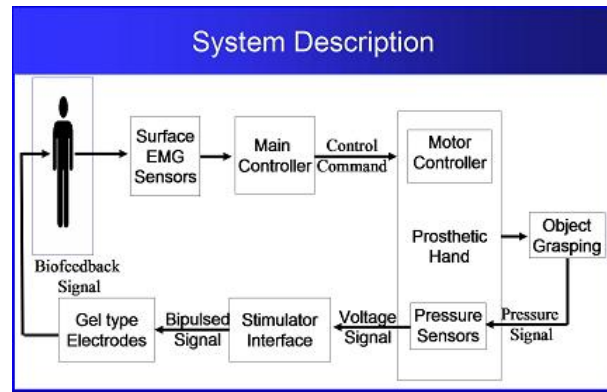 System Description
Surface
EMG
Sensors
Main
Controller
Control
Command
Motor
Controller
Prosthetic
Hand
Object
Grasping
Biofeedback
Signal
Gel type
Electrodes
Bipulsed
Signal
Stimulator
Interface
Voltage
Signal
Pressure
Sensors
Pressure
Signal